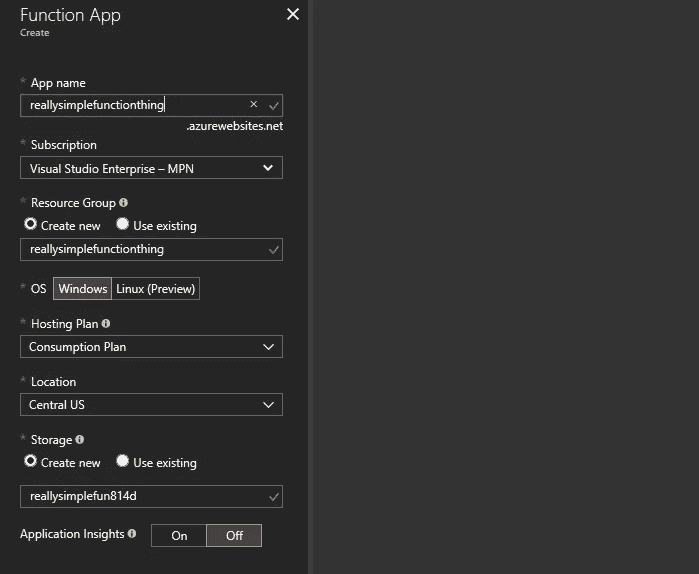 Function App
Create
* App name
reallysimplefunctionthing
.azurewebsites.net
* Subscription
Visual Studio Enterprise – MPN
* Resource Group
Create new Use existing
reallysimplefunctionthing
* OS Windows Linux (Preview)
* Hosting Plan
Consumption Plan
* Location
Central US
* Storage
Create new Use existing
reallysimplefun814d
Application Insights On Off